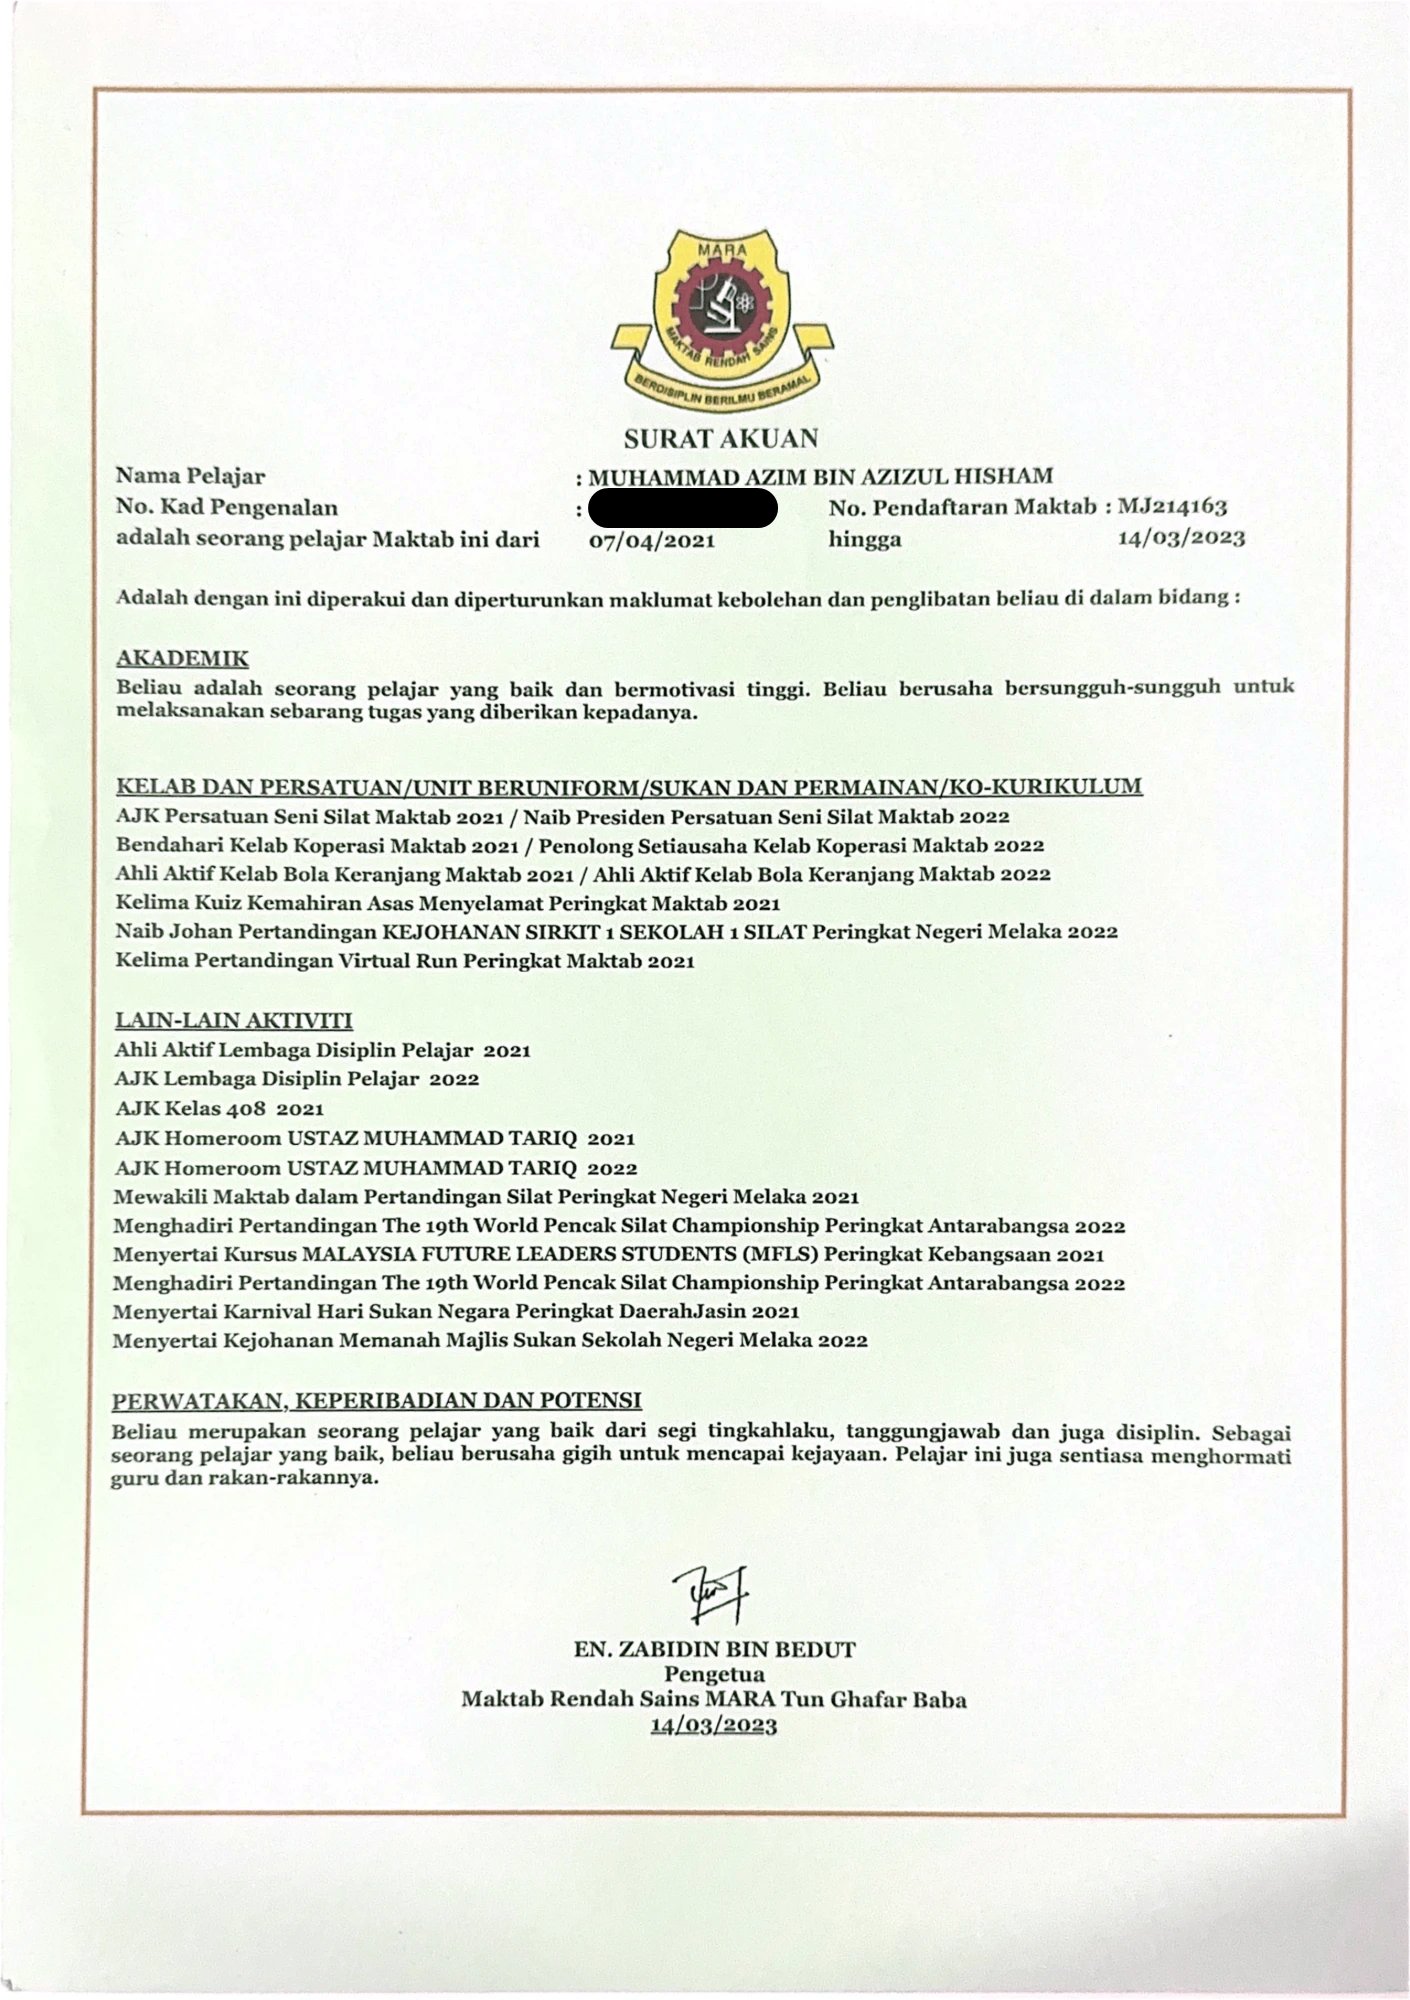 MARA
MAKTAB RENDAH SAINS
BERDISIPLIN BERILMU BERAMAL
SURAT AKUAN
Nama Pelajar : MUHAMMAD AZIM BIN AZIZUL HISHAM
No. Kad Pengenalan : No. Pendaftaran Maktab : MJ214163
adalah seorang pelajar Maktab ini dari 07/04/2021 hingga 14/03/2023
Adalah dengan ini diperakui dan diperturunkan maklumat kebolehan dan penglibatan beliau di dalam bidang :
AKADEMIK
Beliau adalah seorang pelajar yang baik dan bermotivasi tinggi. Beliau berusaha bersungguh-sungguh untuk
melaksanakan sebarang tugas yang diberikan kepadanya.
KELAB DAN PERSATUAN/UNIT BERUNIFORM/SUKAN DAN PERMAINAN/KO-KURIKULUM
AJK Persatuan Seni Silat Maktab 2021 / Naib Presiden Persatuan Seni Silat Maktab 2022
Bendahari Kelab Koperasi Maktab 2021 / Penolong Setiausaha Kelab Koperasi Maktab 2022
Ahli Aktif Kelab Bola Keranjang Maktab 2021 / Ahli Aktif Kelab Bola Keranjang Maktab 2022
Kelima Kuiz Kemahiran Asas Menyelamat Peringkat Maktab 2021
Naib Johan Pertandingan KEJOHANAN SIRKIT 1 SEKOLAH 1 SILAT Peringkat Negeri Melaka 2022
Kelima Pertandingan Virtual Run Peringkat Maktab 2021
LAIN-LAIN AKTIVITI
Ahli Aktif Lembaga Disiplin Pelajar 2021
AJK Lembaga Disiplin Pelajar 2022
AJK Kelas 408 2021
AJK Homeroom USTAZ MUHAMMAD TARIQ 2021
AJK Homeroom USTAZ MUHAMMAD TARIQ 2022
Mewakili Maktab dalam Pertandingan Silat Peringkat Negeri Melaka 2021
Menghadiri Pertandingan The 19th World Pencak Silat Championship Peringkat Antarabangsa 2022
Menyertai Kursus MALAYSIA FUTURE LEADERS STUDENTS (MFLS) Peringkat Kebangsaan 2021
Menghadiri Pertandingan The 19th World Pencak Silat Championship Peringkat Antarabangsa 2022
Menyertai Karnival Hari Sukan Negara Peringkat DaerahJasin 2021
Menyertai Kejohanan Memanah Majlis Sukan Sekolah Negeri Melaka 2022
PERWATAKAN, KEPERIBADIAN DAN POTENSI
Beliau merupakan seorang pelajar yang baik dari segi tingkahlaku, tanggungjawab dan juga disiplin. Sebagai
seorang pelajar yang baik, beliau berusaha gigih untuk mencapai kejayaan. Pelajar ini juga sentiasa menghormati
guru dan rakan-rakannya.
EN. ZABIDIN BIN BEDUT
Pengetua
Maktab Rendah Sains MARA Tun Ghafar Baba
14/03/2023